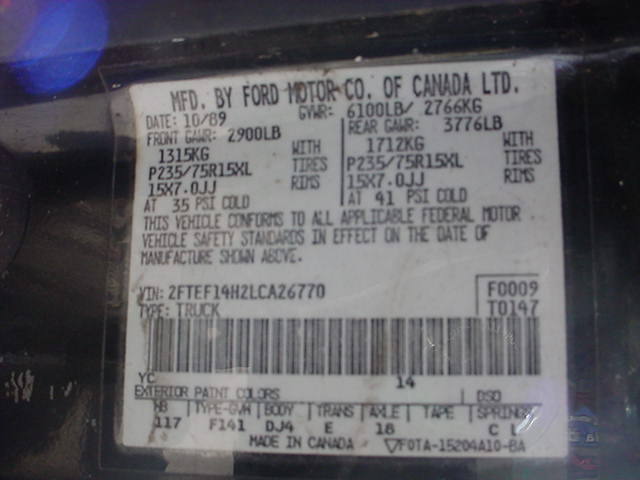 MFD. BY FORD MOTOR CO. OF CANADA LTD.
DATE: 10/89 GVWR: 6100LB/ 2766KG
FRONT GAWR: 2900LB REAR GAWR: 3776LB
1315KG WITH 1712KG WITH
P235/75R15XL TIRES P235/75R15XL TIRES
15X7.0JJ RIMS 15X7.0JJ RIMS
AT 35 PSI COLD AT 41 PSI COLD
THIS VEHICLE CONFORMS TO ALL APPLICABLE FEDERAL MOTOR
VEHICLE SAFETY STANDARDS IN EFFECT ON THE DATE OF
MANUFACTURE SHOWN ABOVE.
VIN: 2FTEF14H2LCA26770 F0009
TYPE: TRUCK T0147
YC 14
EXTERIOR PAINT COLORS DSO
WB TYPE-GVW BODY TRANS AXLE TAPE SPRINGS
117 F141 DJ4 E 18 C L
MADE IN CANADA F0TA-15204A10-BA